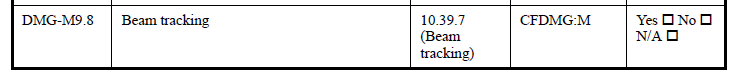 DMG-M9.8 Beam tracking 10.39.7 CFDMG:M Yes ☐ No ☐
(Beam N/A ☐
tracking)